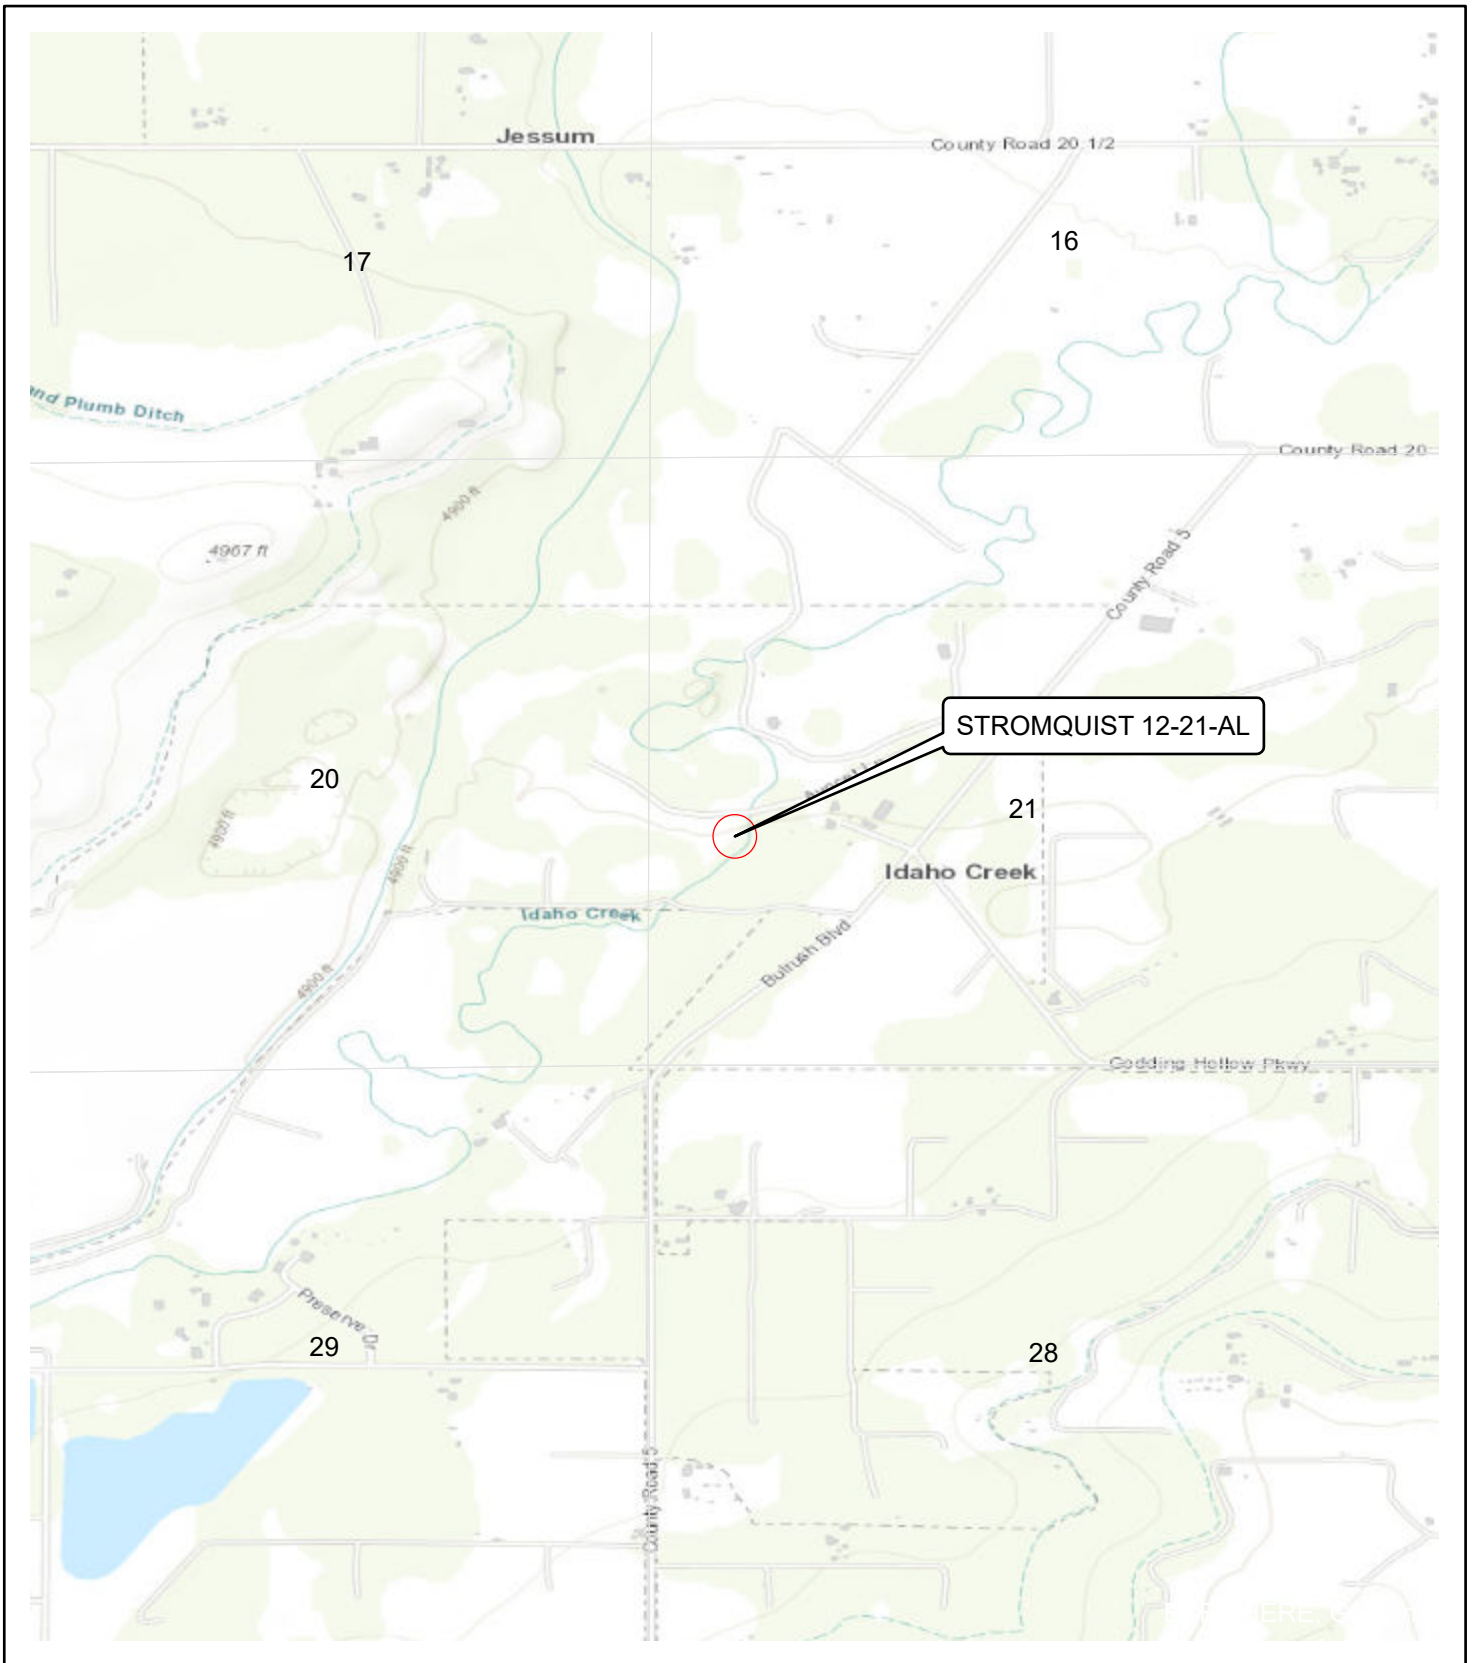 Jessum
County Road 20 1/2
16
17
and Plumb Ditch
County Road 20
4900 ft
4967 ft
County Road 5
STROMQUIST 12-21-AL
20
21
4900 ft
4900 ft
Idaho Creek
Idaho Creek
Bulrush Blvd
4900 ft
Godding Hollow Pkwy
Preserve Dr
29
28
County Road 5